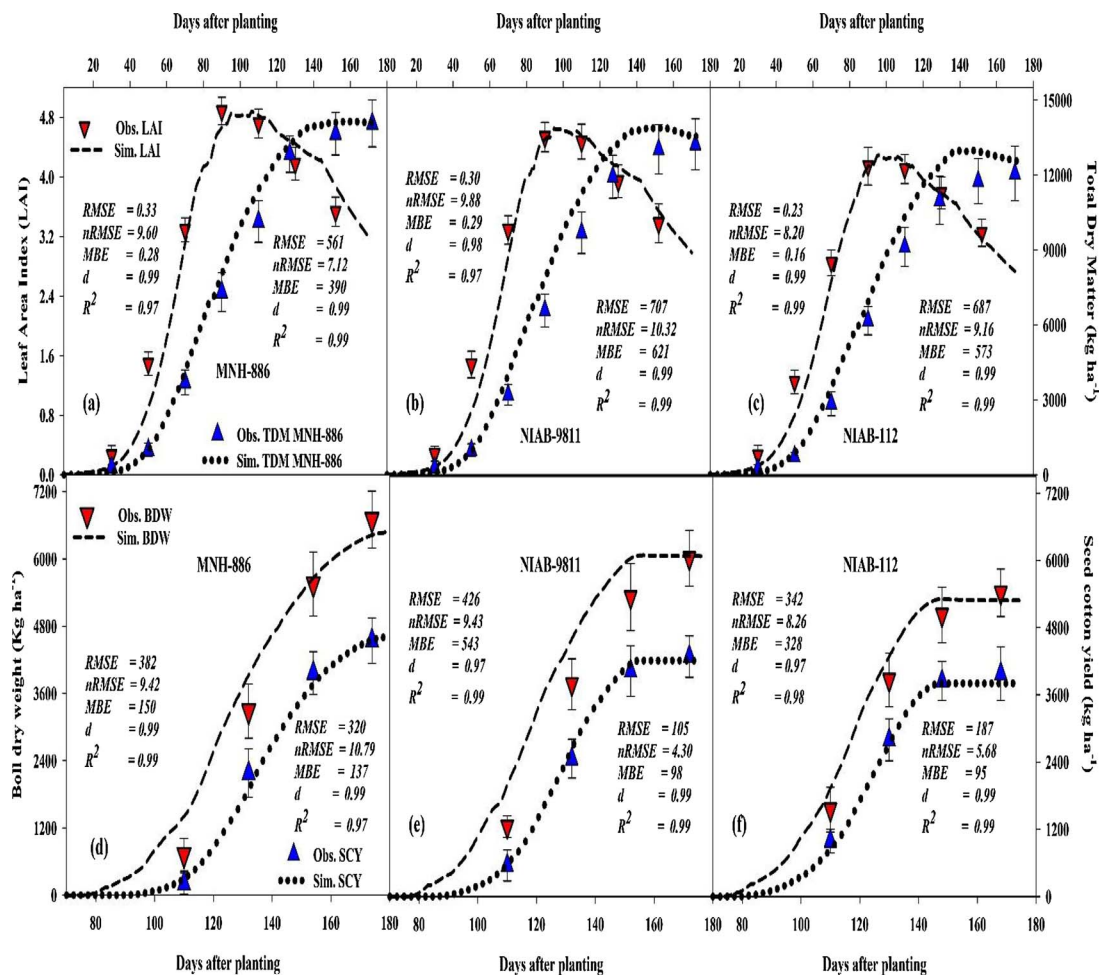 Days after planting Days after planting Days after planting
20 40 60 80 100 120 140 160 180 20 40 60 80 100 130 140 160 180 20 40 60 80 100 120 140 160 180
Leaf Area Index (LAI)
4.8
4.0
3.2
2.4
1.6
0.8
0.0
Obs. LAI
Sim. LAI
RMSE = 0.33
nRMSE = 9.60
MBE = 0.28
d = 0.99
R² = 0.97
RMSE = 561
nRMSE = 7.12
MBE = 390
d = 0.99
R² = 0.99
MNH-886
(a)
Obs. TDM MNH-886
Sim. TDM MNH-886
RMSE = 0.30
nRMSE = 9.88
MBE = 0.29
d = 0.98
R² = 0.97
RMSE = 707
nRMSE = 10.32
MBE = 621
d = 0.99
R² = 0.99
(b)
NIAB-9811
RMSE = 0.23
nRMSE = 8.20
MBE = 0.16
d = 0.99
R² = 0.99
RMSE = 687
nRMSE = 9.16
MBE = 573
d = 0.99
R² = 0.99
(c)
NIAB-112
15000
12000
9000
6000
3000
0
Total Dry Matter (kg ha⁻¹)
Boll dry weight (Kg ha⁻¹)
7200
6000
4800
3600
2400
1200
0
Obs. BDW
Sim. BDW
MNH-886
RMSE = 382
nRMSE = 9.42
MBE = 150
d = 0.99
R² = 0.99
RMSE = 320
nRMSE = 10.79
MBE = 137
d = 0.99
R² = 0.97
(d)
Obs. SCY
Sim. SCY
NIAB-9811
RMSE = 426
nRMSE = 9.43
MBE = 543
d = 0.97
R² = 0.99
RMSE = 105
nRMSE = 4.30
MBE = 98
d = 0.99
R² = 0.99
(e)
NIAB-112
RMSE = 342
nRMSE = 8.26
MBE = 328
d = 0.97
R² = 0.98
RMSE = 187
nRMSE = 5.68
MBE = 95
d = 0.99
R² = 0.99
(f)
7200
6000
4800
3600
2400
1200
0
Seed cotton yield (kg ha⁻¹)
80 100 120 140 160 180 80 100 120 140 160 180 80 100 120 140 160 180
Days after planting Days after planting Days after planting